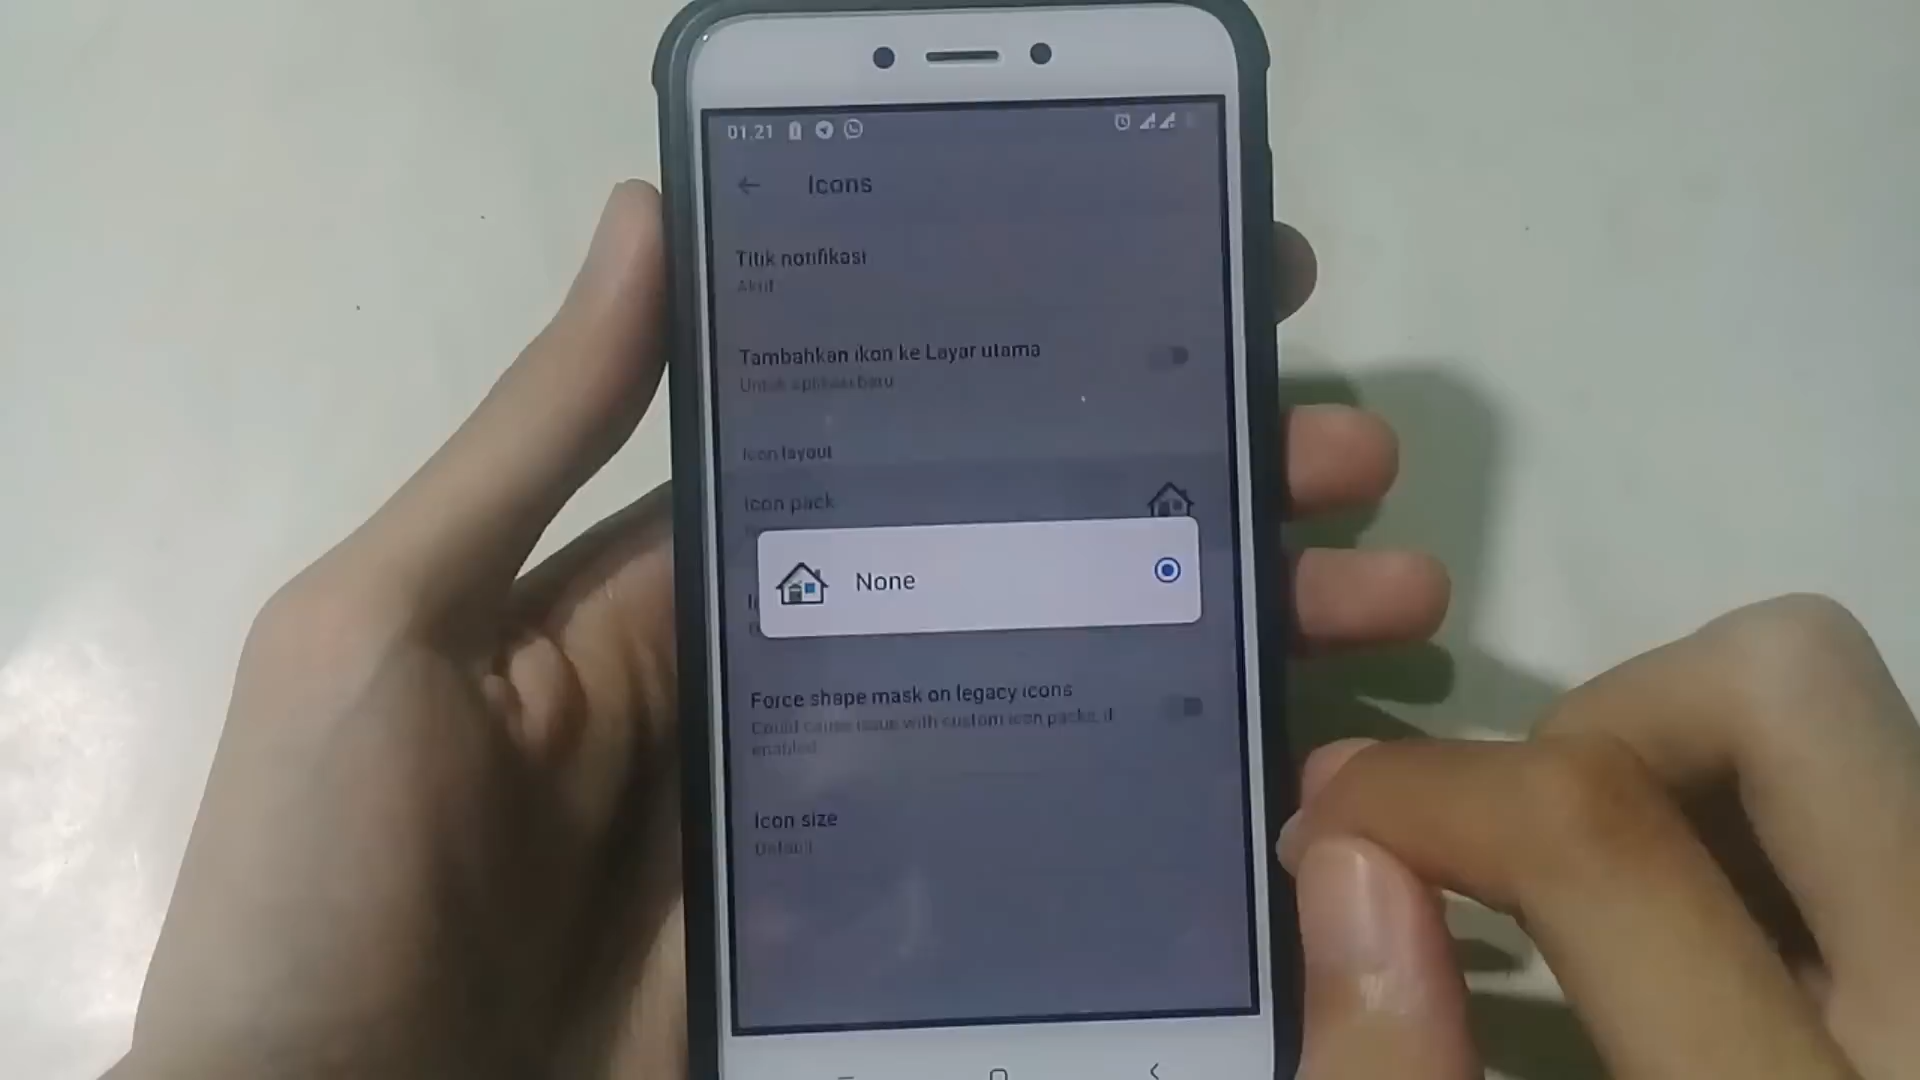 01.21
Icons
Titik notifikasi
Aktif
Tambahkan ikon ke Layar utama
Untuk aplikasi baru
Icon layout
Icon pack
None
Force shape mask on legacy icons
Could cause issue with custom icon packs, if
enabled
Icon size
Default